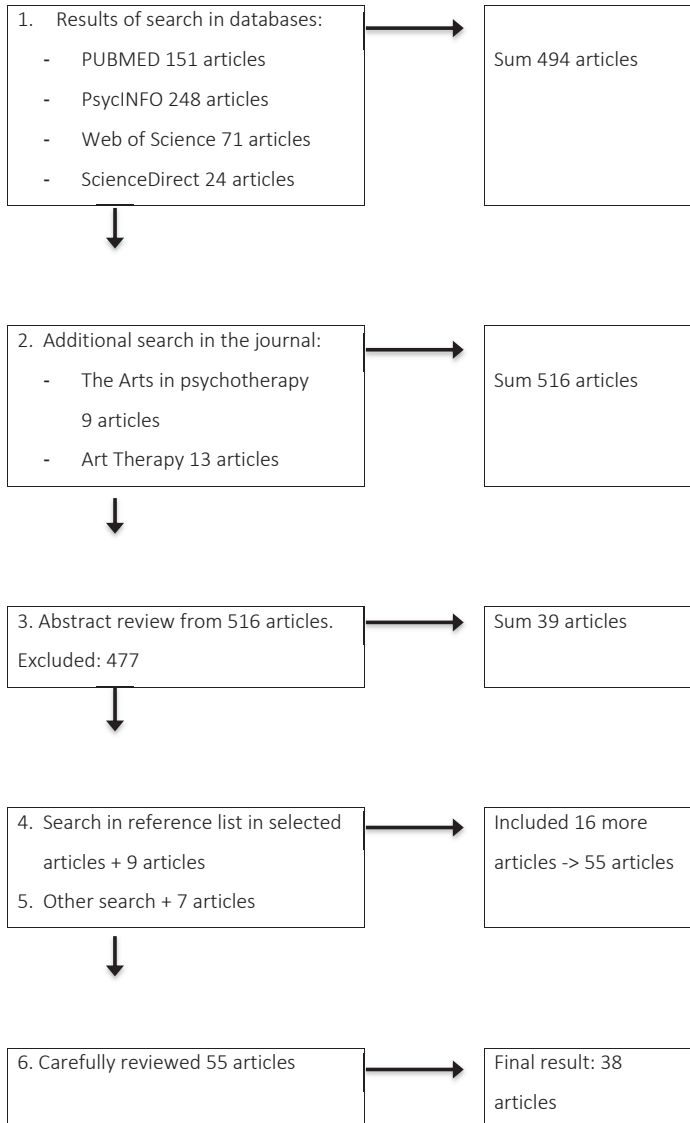 1. Results of search in databases:
- PUBMED 151 articles
- PsycINFO 248 articles
- Web of Science 71 articles
- ScienceDirect 24 articles
Sum 494 articles
2. Additional search in the journal:
- The Arts in psychotherapy
9 articles
- Art Therapy 13 articles
Sum 516 articles
3. Abstract review from 516 articles.
Excluded: 477
Sum 39 articles
4. Search in reference list in selected
articles + 9 articles
5. Other search + 7 articles
Included 16 more
articles -> 55 articles
6. Carefully reviewed 55 articles
Final result: 38
articles